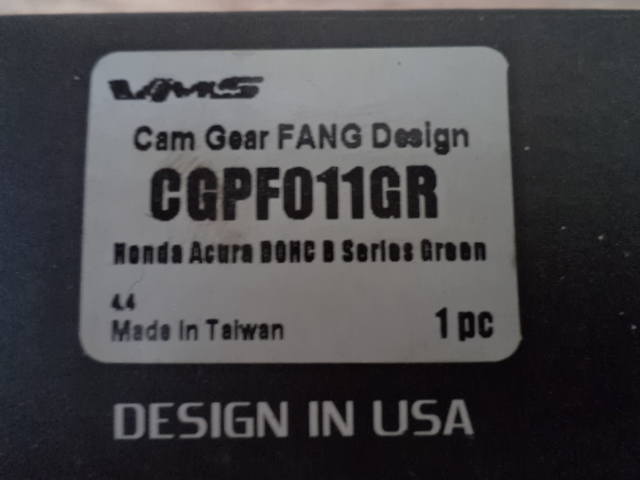 VMS
Cam Gear FANG Design
CGPF011GR
Honda Acura DOHC B Series Green
4.4
Made In Taiwan
1 pc
DESIGN IN USA